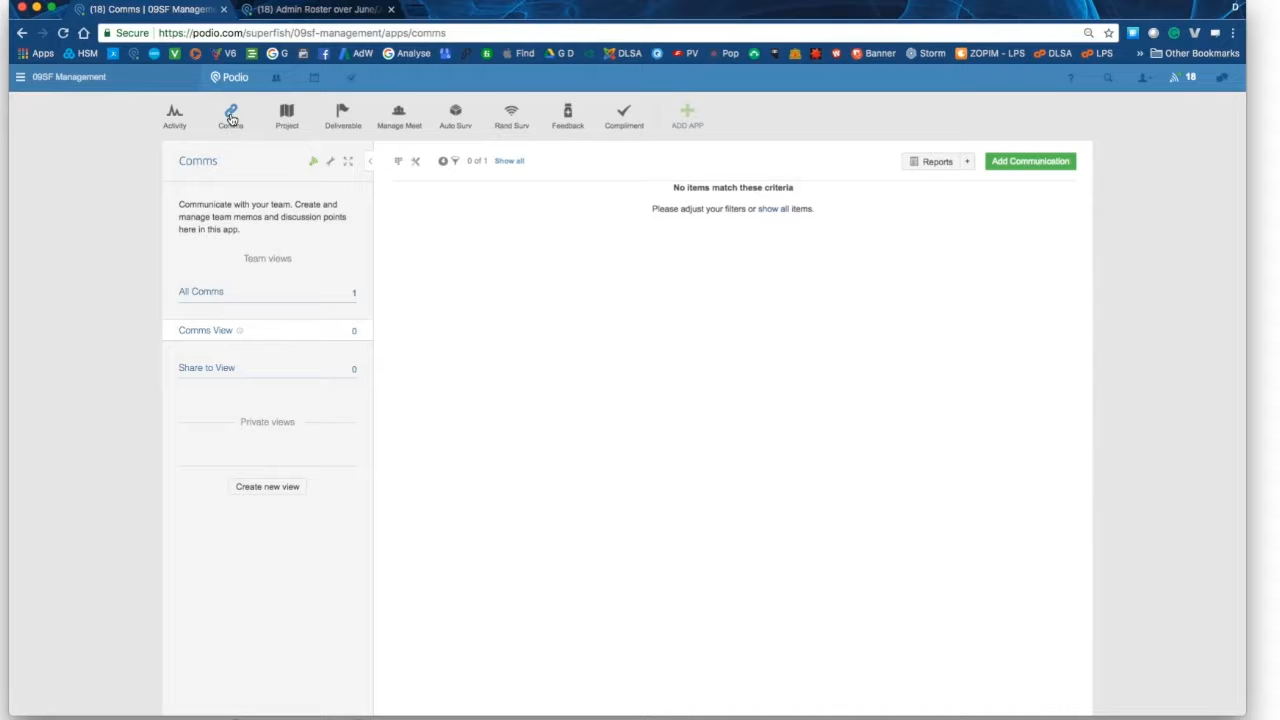 (18) Comms | 09SF Managem
(18) Admin Roster over June/
D
Secure
https://podio.com/superfish/09sf-management/apps/comms
Apps
HSM
V6
G
Analyse
AdW
Find
G D
DLSA
PV
Pop
Banner
Storm
ZOPIM - LPS
DLSA
LPS
»
Other Bookmarks
09SF Management
Podio
?
18
Activity
Comms
Project
Deliverable
Manage Meet
Auto Surv
Rand Surv
Feedback
Compliment
ADD APP
Comms
0 of 1 Show all
Reports +
Add Communication
No items match these criteria
Please adjust your filters or show all items.
Communicate with your team. Create and
manage team memos and discussion points
here in this app.
Team views
All Comms 1
Comms View 0
Share to View 0
Private views
Create new view